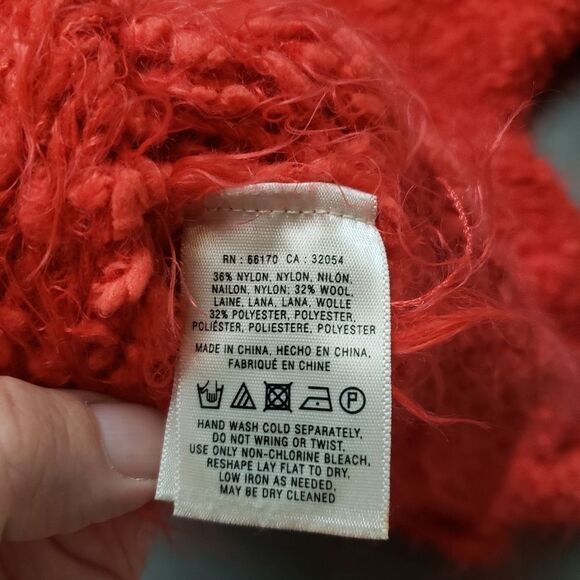 RN : 66170 CA : 32054
36% NYLON, NYLON, NILÓN,
NAILON, NYLON; 32% WOOL,
LAINE, LANA, LANA, WOLLE
32% POLYESTER, POLYESTER,
POLIÉSTER, POLIESTERE, POLYESTER
MADE IN CHINA, HECHO EN CHINA,
FABRIQUÉ EN CHINE
P
HAND WASH COLD SEPARATELY,
DO NOT WRING OR TWIST,
USE ONLY NON-CHLORINE BLEACH,
RESHAPE LAY FLAT TO DRY,
LOW IRON AS NEEDED,
MAY BE DRY CLEANED